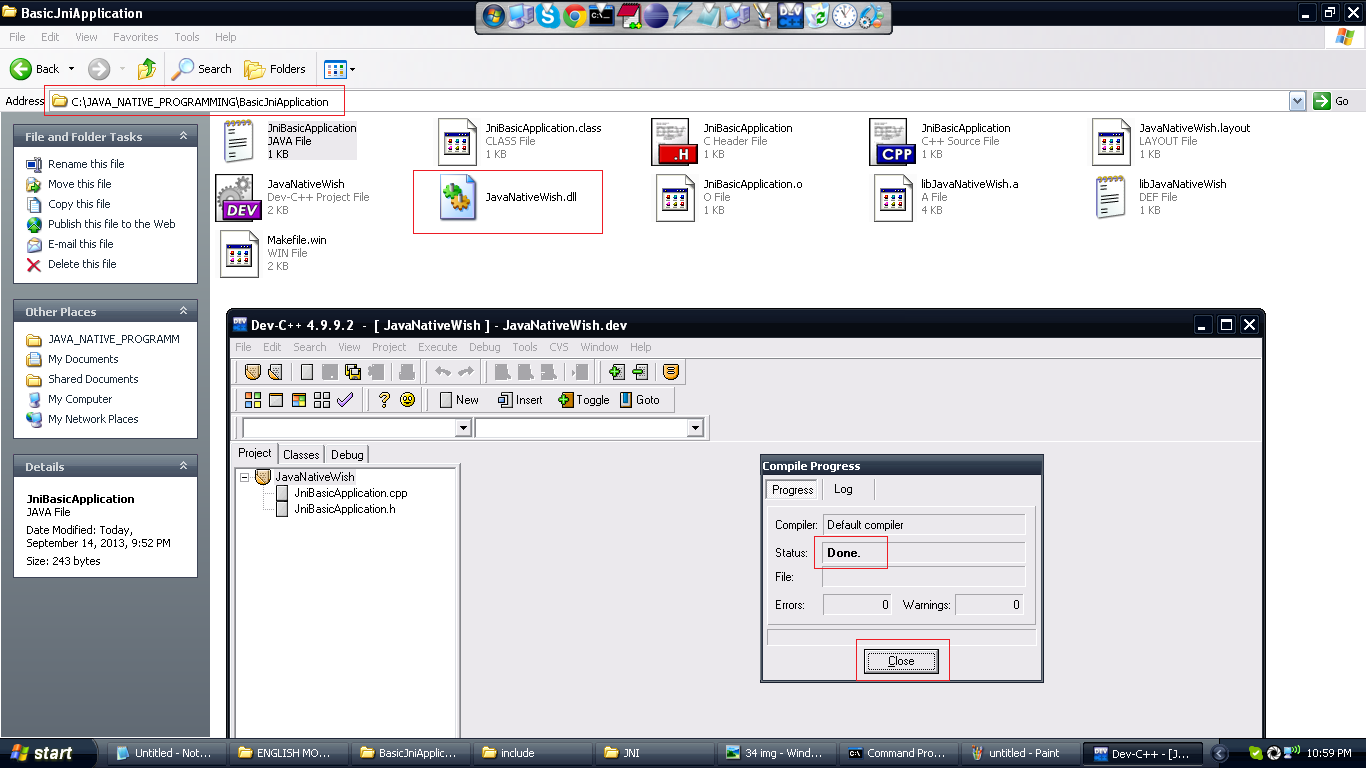 BasicJniApplication
File Edit View Favorites Tools Help
Back Search Folders
Address C:\JAVA_NATIVE_PROGRAMMING\BasicJniApplication Go
File and Folder Tasks
Rename this file
Move this file
Copy this file
Publish this file to the Web
E-mail this file
Delete this file
Other Places
JAVA_NATIVE_PROGRAMM
My Documents
Shared Documents
My Computer
My Network Places
Details
JniBasicApplication
JAVA File
Date Modified: Today,
September 14, 2013, 9:52 PM
Size: 243 bytes
JniBasicApplication
JAVA File
1 KB
JniBasicApplication.class
CLASS File
1 KB
DEV
.H
JniBasicApplication
C Header File
1 KB
DEV
CPP
JniBasicApplication
C++ Source File
1 KB
JavaNativeWish.layout
LAYOUT File
1 KB
DEV
JavaNativeWish
Dev-C++ Project File
2 KB
JavaNativeWish.dll
JniBasicApplication.o
O File
1 KB
libJavaNativeWish.a
A File
4 KB
libJavaNativeWish
DEF File
1 KB
Makefile.win
WIN File
2 KB
Dev-C++ 4.9.9.2 - [ JavaNativeWish ] - JavaNativeWish.dev
File Edit Search View Project Execute Debug Tools CVS Window Help
New Insert Toggle Goto
Project Classes Debug
JavaNativeWish
JniBasicApplication.cpp
JniBasicApplication.h
Compile Progress
Progress Log
Compiler: Default compiler
Status: Done.
File:
Errors: 0 Warnings: 0
Close
start Untitled - Not... ENGLISH MO... BasicJniApplic... include JNI 34 img - Wind... Command Pro... untitled - Paint Dev-C++ - [J... 10:59 PM